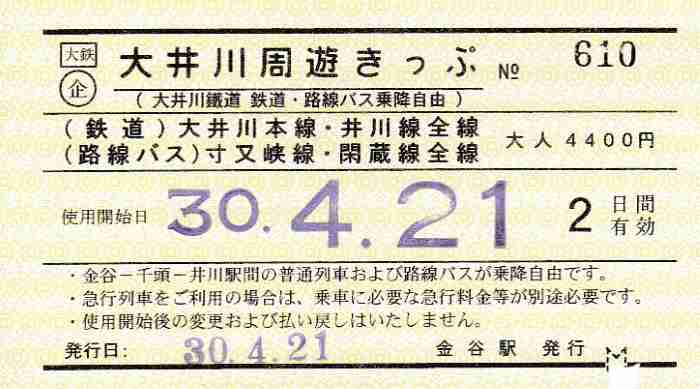 大鉄 大井川周遊きっぷ № 610
企 (大井川鐵道 鉄道・路線バス乗降自由)
(鉄道)大井川本線・井川線全線
(路線バス)寸又峡線・閑蔵線全線 大人4400円
使用開始日 30.4.21 2日間有効
・金谷−千頭−井川駅間の普通列車および路線バスが乗降自由です。
・急行列車をご利用の場合は、乗車に必要な急行料金等が別途必要です。
・使用開始後の変更および払い戻しはいたしません。
発行日: 30.4.21 金谷駅 発行